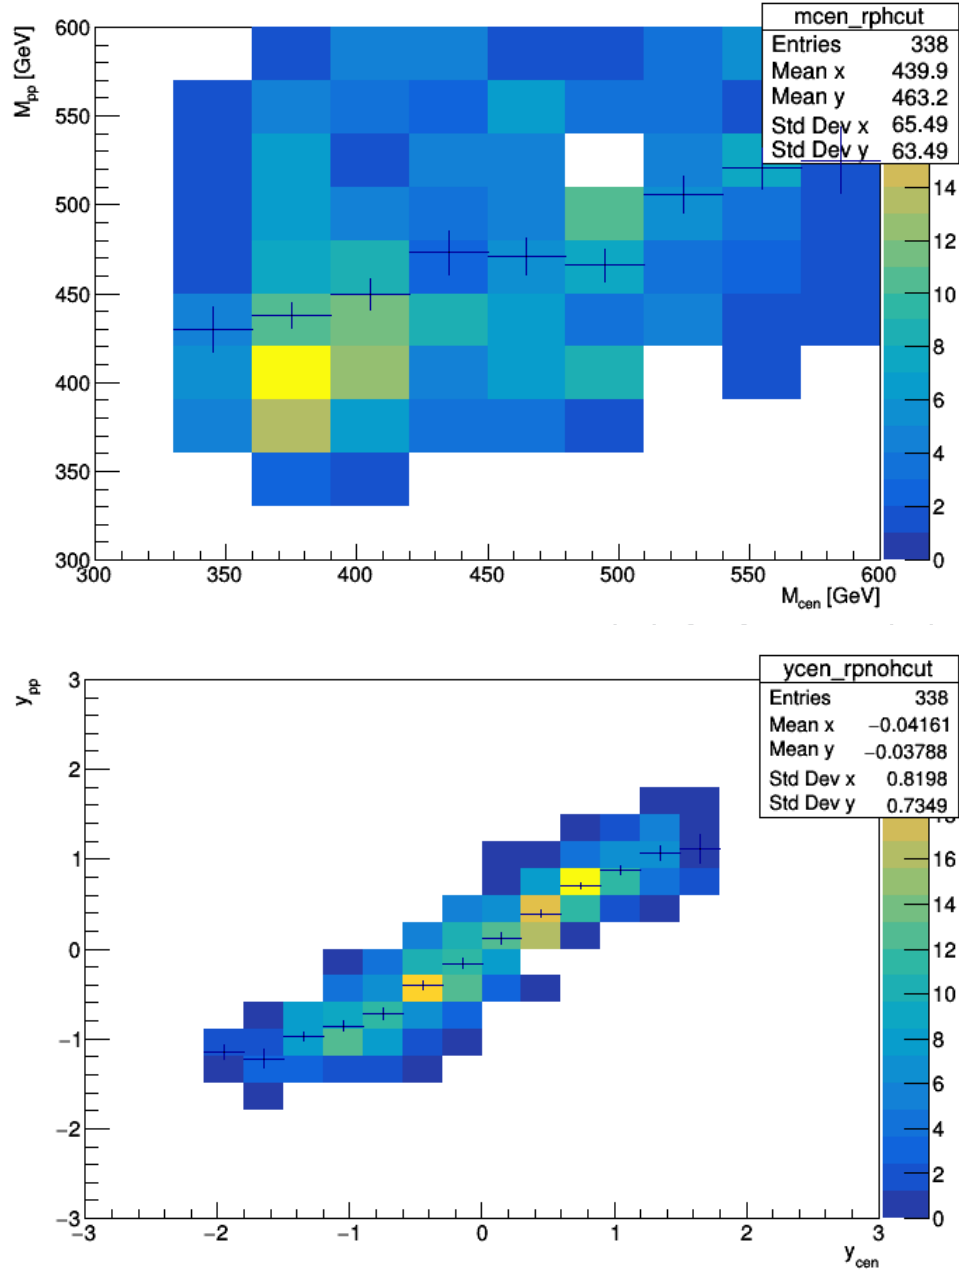 mcen_rphcut
Entries 338
Mean x 439.9
Mean y 463.2
Std Dev x 65.49
Std Dev y 63.49
M_pp [GeV]
600
550
500
450
400
350
300
300 350 400 450 500 550 600
M_cen [GeV]
14
12
10
8
6
4
2
0
ycen_rpnohcut
Entries 338
Mean x −0.04161
Mean y −0.03788
Std Dev x 0.8198
Std Dev y 0.7349
y_pp
3
2
1
0
−1
−2
−3
−3 −2 −1 0 1 2 3
y_cen
16
14
12
10
8
6
4
2
0